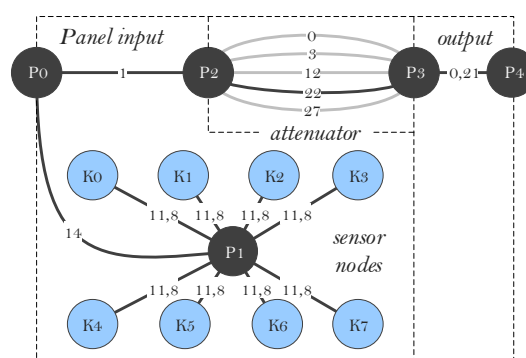 Panel input
output
0
3
P0
1
P2
12
P3
0,21
P4
22
27
attenuator
K0
K1
K2
K3
11,8
11,8
11,8
11,8
14
P1
sensor
nodes
11,8
11,8
11,8
11,8
K4
K5
K6
K7